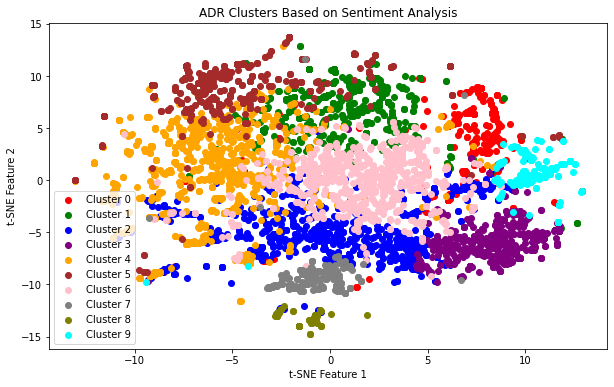 ADR Clusters Based on Sentiment Analysis
15
10
5
0
−5
−10
−15
t-SNE Feature 2
Cluster 0
Cluster 1
Cluster 2
Cluster 3
Cluster 4
Cluster 5
Cluster 6
Cluster 7
Cluster 8
Cluster 9
−10 −5 0 5 10
t-SNE Feature 1